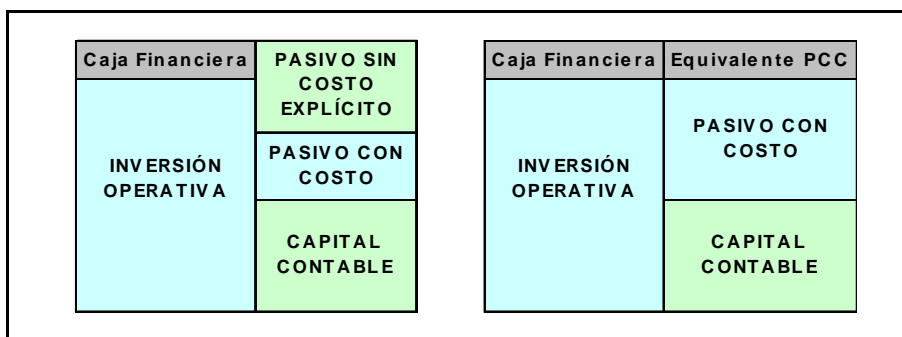 Caja Financiera
PASIVO SIN
COSTO
EXPLÍCITO
INVERSIÓN
OPERATIVA
PASIVO CON
COSTO
CAPITAL
CONTABLE
Caja Financiera
Equivalente PCC
INVERSIÓN
OPERATIVA
PASIVO CON
COSTO
CAPITAL
CONTABLE